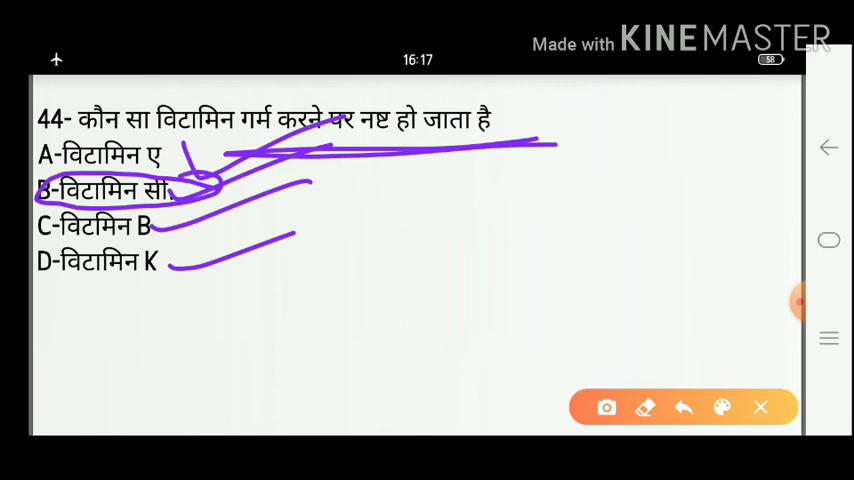 Made with KINEMASTER
16:17
58
44- कौन सा विटामिन गर्म करने पर नष्ट हो जाता है
A-विटामिन ए
B-विटामिन सी.
C-विटमिन B
D-विटामिन K